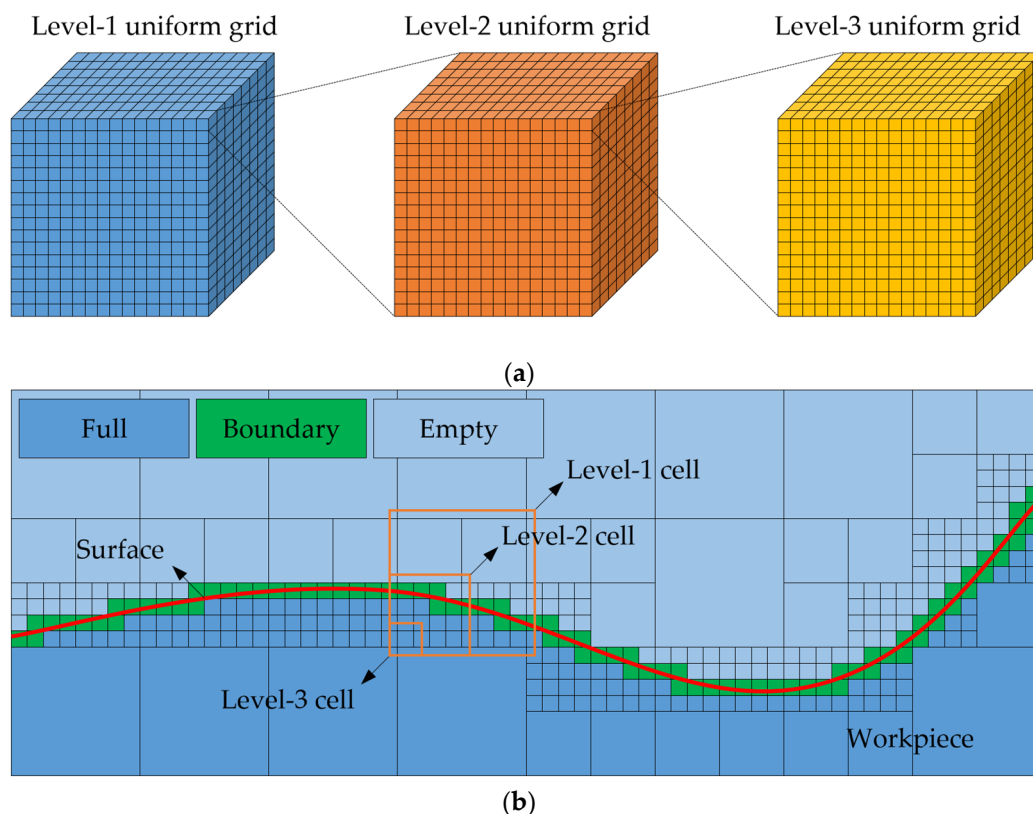 Level-1 uniform grid
Level-2 uniform grid
Level-3 uniform grid
(a)
Full
Boundary
Empty
Level-1 cell
Level-2 cell
Surface
Level-3 cell
Workpiece
(b)